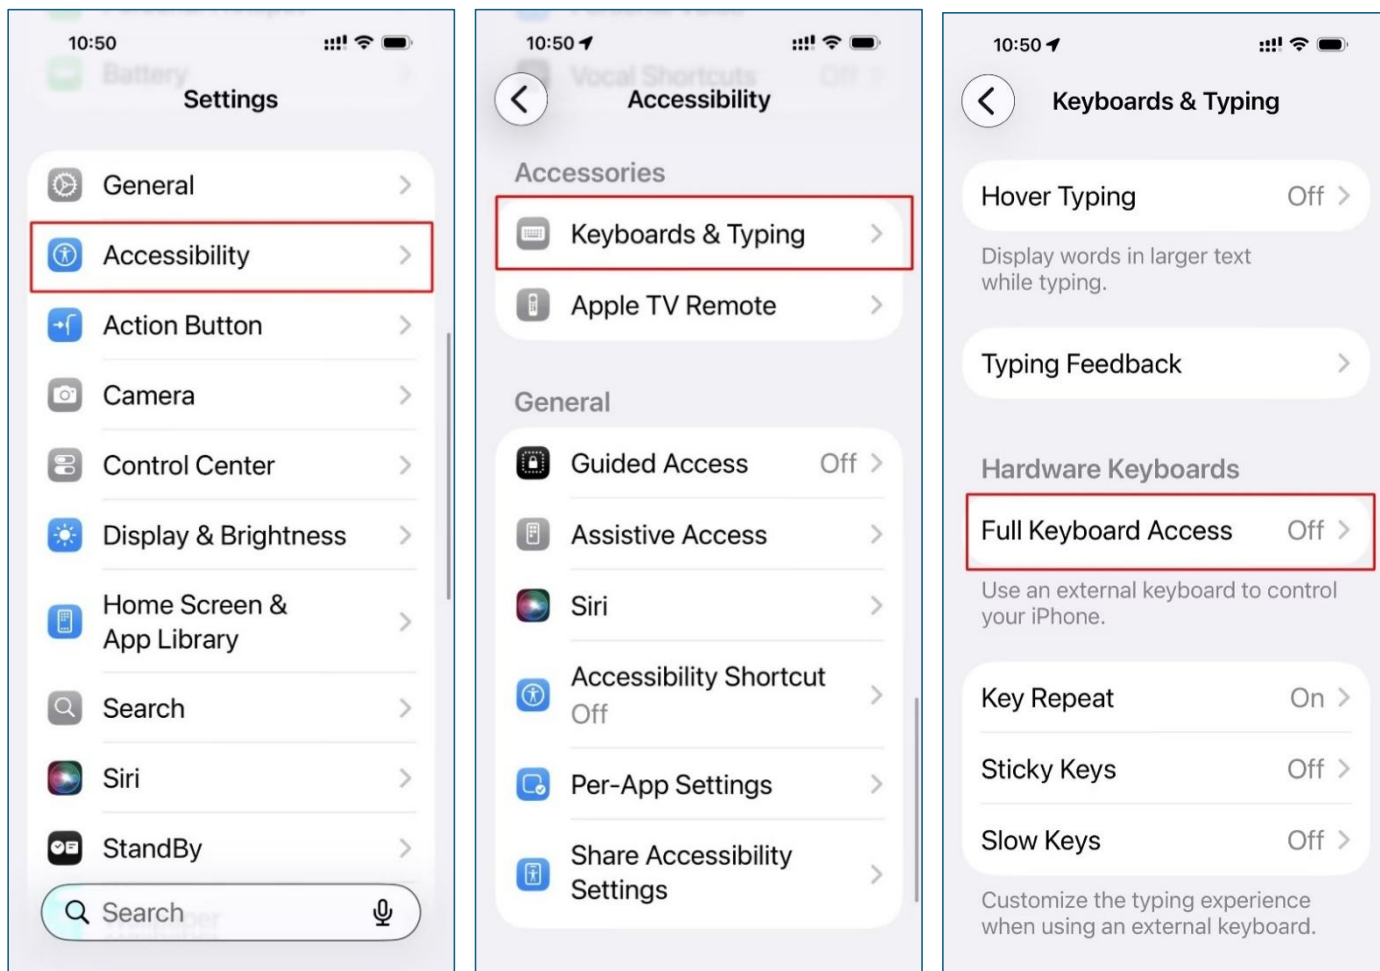 10:50
Battery
Settings
General
Accessibility
Action Button
Camera
Control Center
Display & Brightness
Home Screen &
App Library
Search
Siri
StandBy
Search
10:50
Vocal Shortcuts Off
Accessibility
Accessories
Keyboards & Typing
Apple TV Remote
General
Guided Access Off
Assistive Access
Siri
Accessibility Shortcut
Off
Per-App Settings
Share Accessibility
Settings
10:50
Keyboards & Typing
Hover Typing Off
Display words in larger text
while typing.
Typing Feedback
Hardware Keyboards
Full Keyboard Access Off
Use an external keyboard to control
your iPhone.
Key Repeat On
Sticky Keys Off
Slow Keys Off
Customize the typing experience
when using an external keyboard.